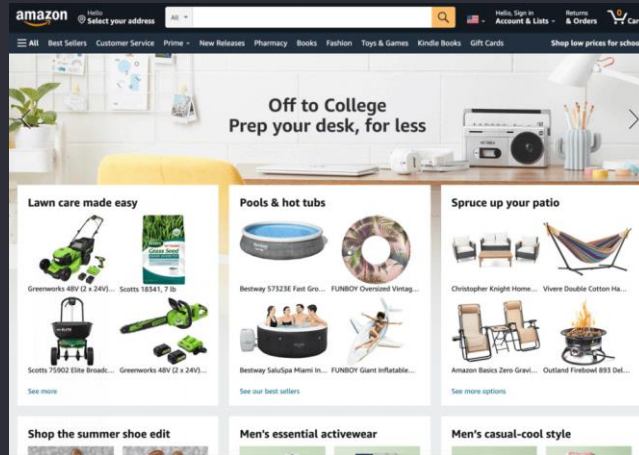 amazon
Hello
Select your address
All
Hello, Sign in
Account & Lists
Returns
& Orders
0
Car
All Best Sellers Customer Service Prime New Releases Pharmacy Books Fashion Toys & Games Kindle Books Gift Cards Shop low prices for schoo
Off to College
Prep your desk, for less
Lawn care made easy
Greenworks 48V (2 x 24V)... Scotts 18341, 7 lb
Scotts 75902 Elite Broadc... Greenworks 48V (2 x 24V)...
See more
Pools & hot tubs
Bestway 57323E Fast Gro... FUNBOY Oversized Vintag...
Bestway SaluSpa Miami In... FUNBOY Giant Inflatable...
See our best sellers
Spruce up your patio
Christopher Knight Home... Vivere Double Cotton Ha...
Amazon Basics Zero Gravi... Outland Firebowl 893 Del...
See more options
Shop the summer shoe edit
Men's essential activewear
Men's casual-cool style